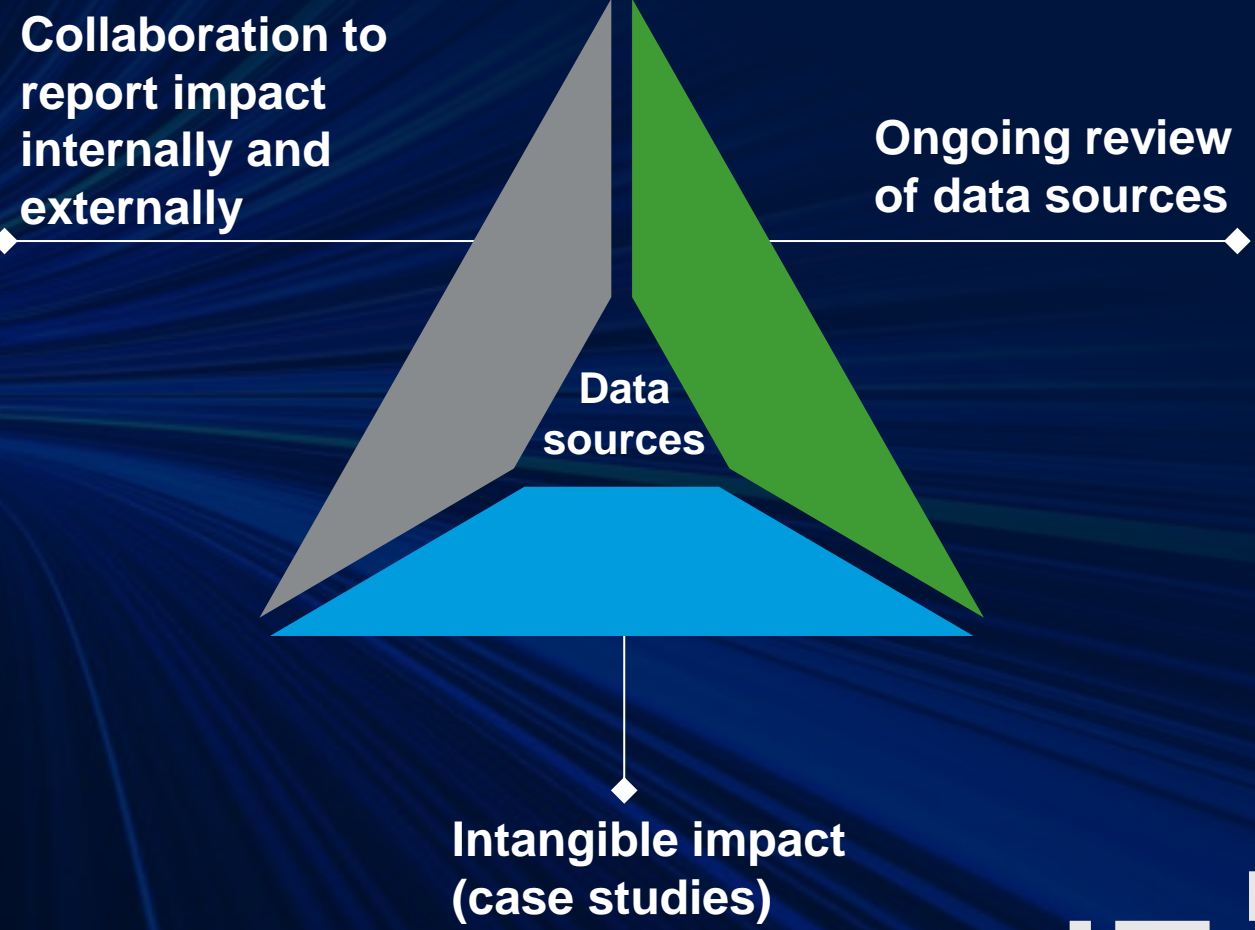 Collaboration to
report impact
internally and
externally
Ongoing review
of data sources
Data
sources
Intangible impact
(case studies)